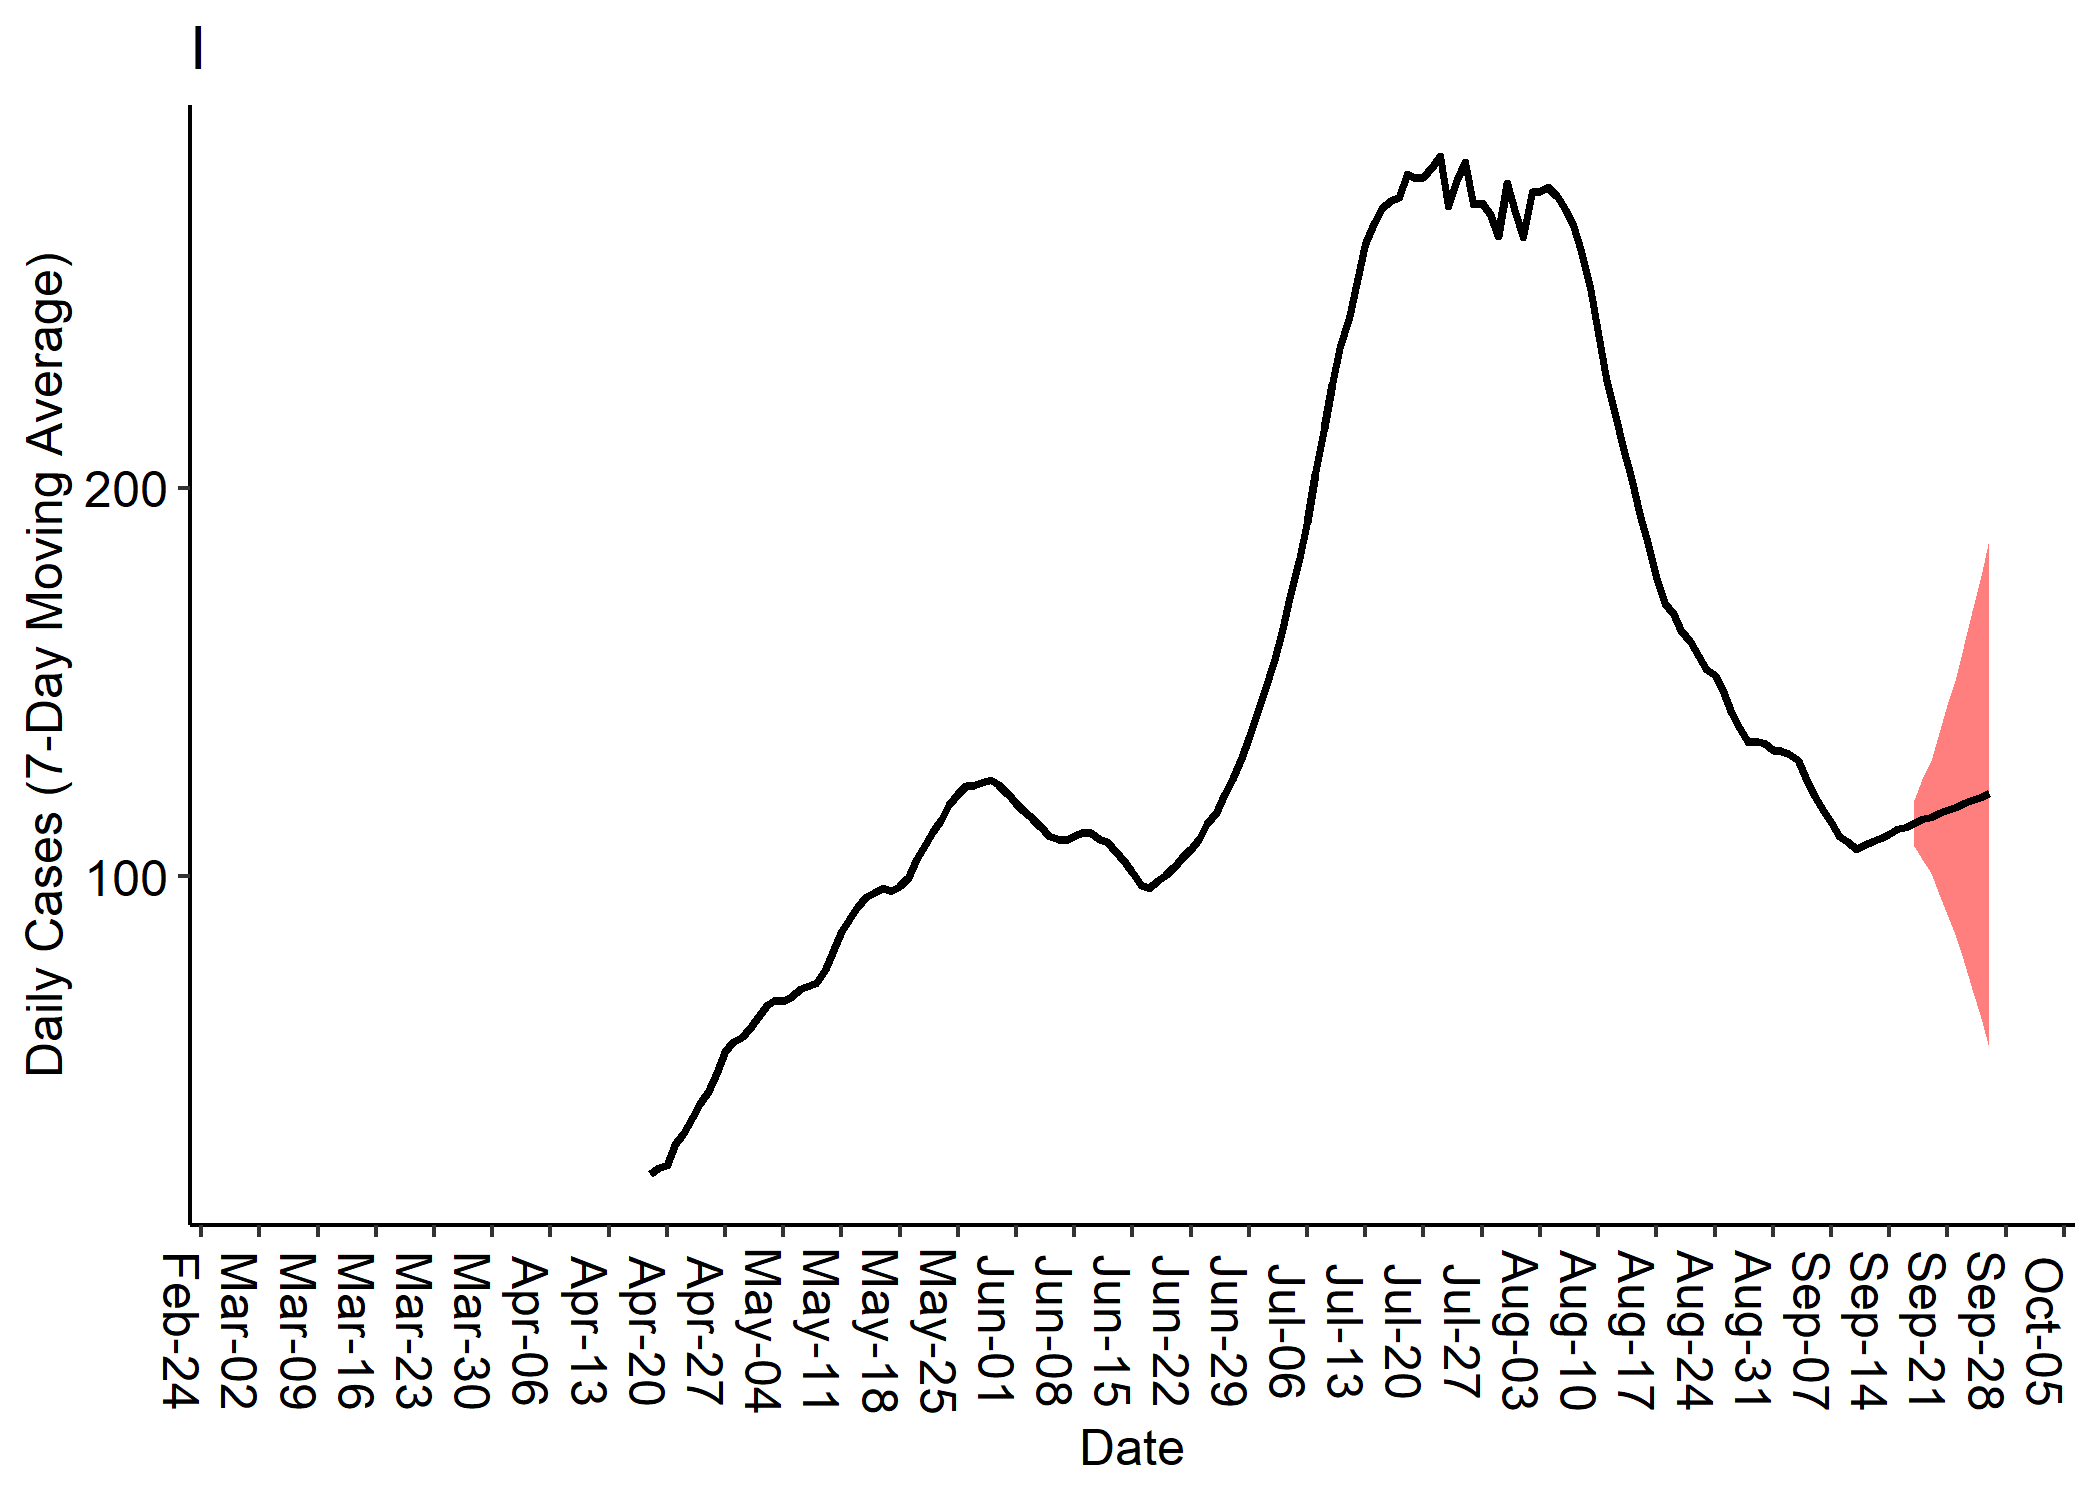 I
Daily Cases (7-Day Moving Average)
200
100
Feb-24
Mar-02
Mar-09
Mar-16
Mar-23
Mar-30
Apr-06
Apr-13
Apr-20
Apr-27
May-04
May-11
May-18
May-25
Jun-01
Jun-08
Jun-15
Jun-22
Jun-29
Jul-06
Jul-13
Jul-20
Jul-27
Aug-03
Aug-10
Aug-17
Aug-24
Aug-31
Sep-07
Sep-14
Sep-21
Sep-28
Oct-05
Date